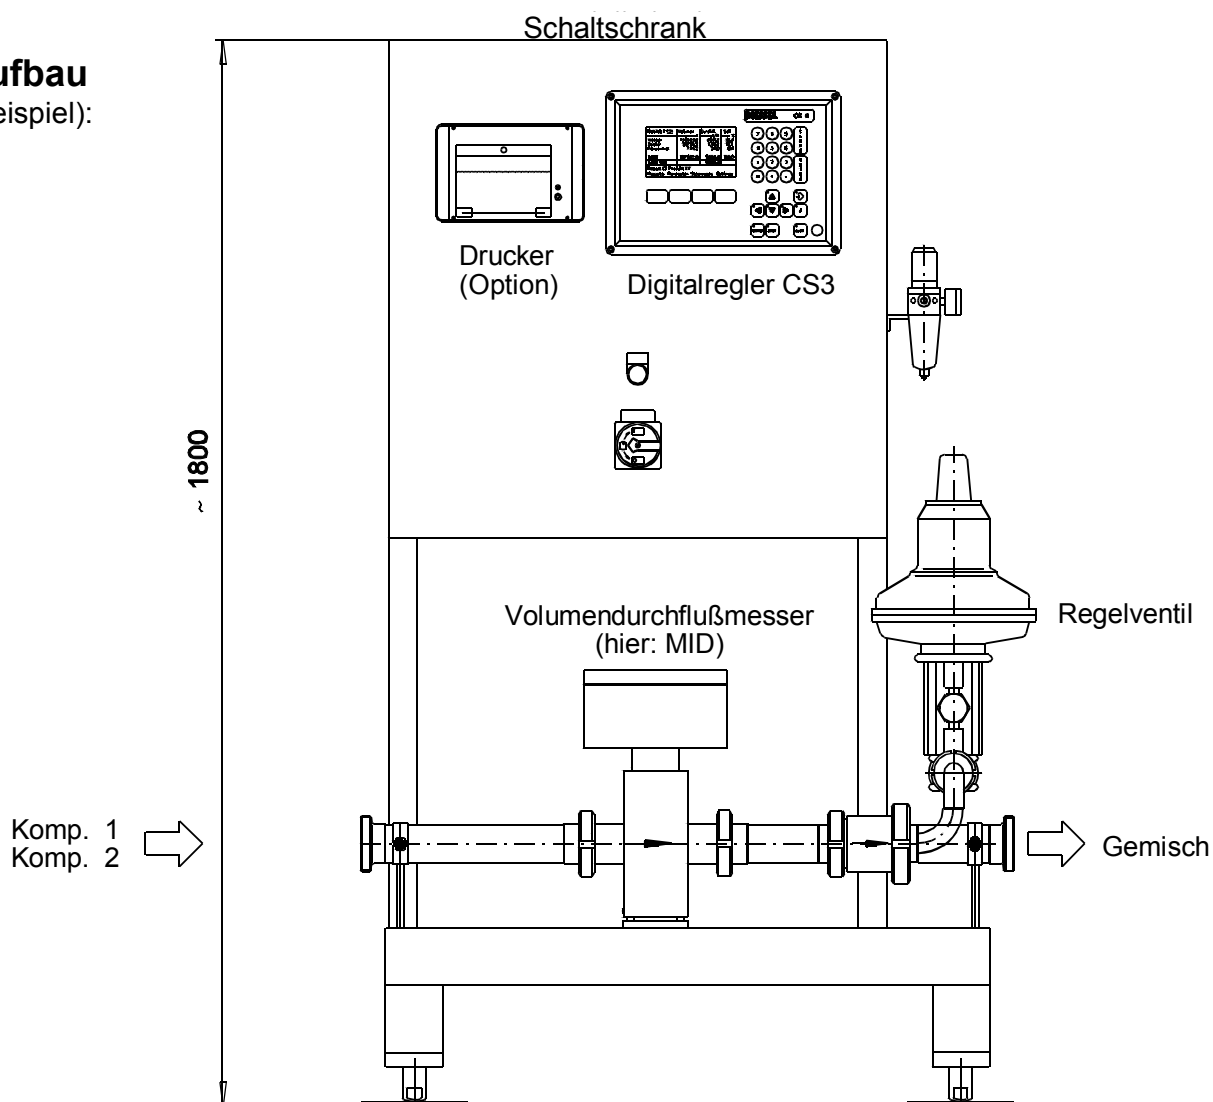 Schaltschrank
ufbau
eispiel):
Drucker
(Option)
Digitalregler CS3
~ 1800
Volumendurchflußmesser
(hier: MID)
Regelventil
Komp. 1
Komp. 2
Gemisch